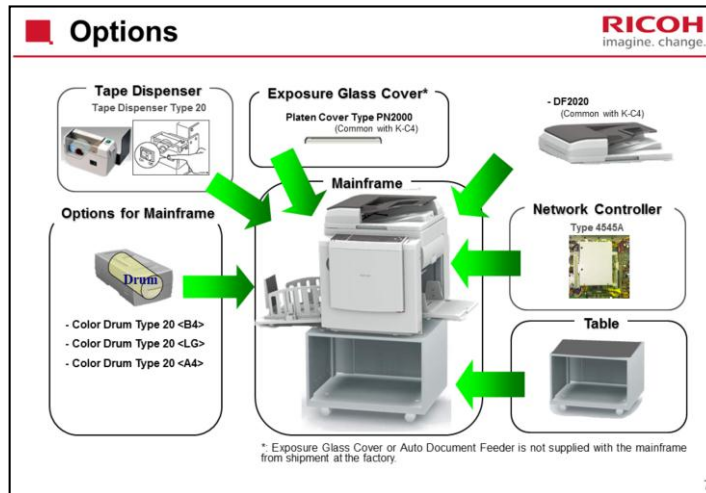 Options
RICOH
imagine. change.
Tape Dispenser
Tape Dispenser Type 20
Exposure Glass Cover*
Platen Cover Type PN2000
(Common with K-C4)
- DF2020
(Common with K-C4)
Mainframe
Options for Mainframe
Drum
- Color Drum Type 20 <B4>
- Color Drum Type 20 <LG>
- Color Drum Type 20 <A4>
Network Controller
Type 4545A
Table
*: Exposure Glass Cover or Auto Document Feeder is not supplied with the mainframe
from shipment at the factory.